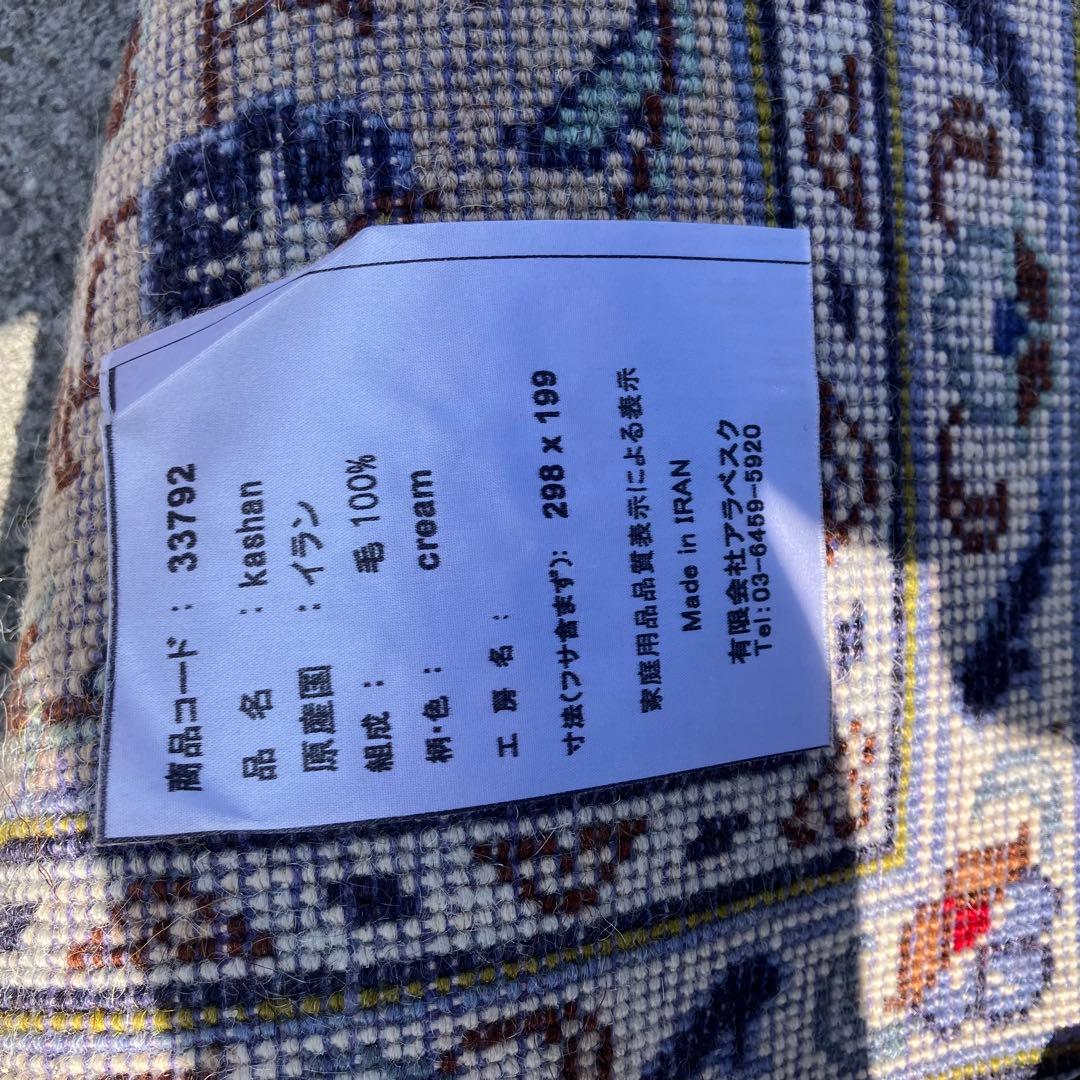 商品コード： 33792
品 名 ： kashan
原産国 ： イラン
組成 ： 毛 100%
柄・色 ： cream
工 房 名 ：
寸法(フサ含まず)： 298 x 199
家庭用品品質表示による表示
Made in IRAN
有限会社アラベスク
Tel:03-6459-5920